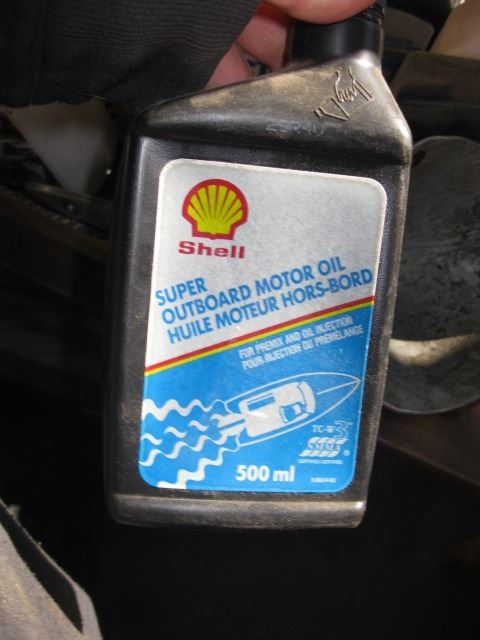 Shell
SUPER
OUTBOARD MOTOR OIL
HUILE MOTEUR HORS-BORD
FOR PREMIX AND OIL INJECTION
POUR INJECTION OU PRÉMÉLANGE
TC-W3
NMMA
500 ml